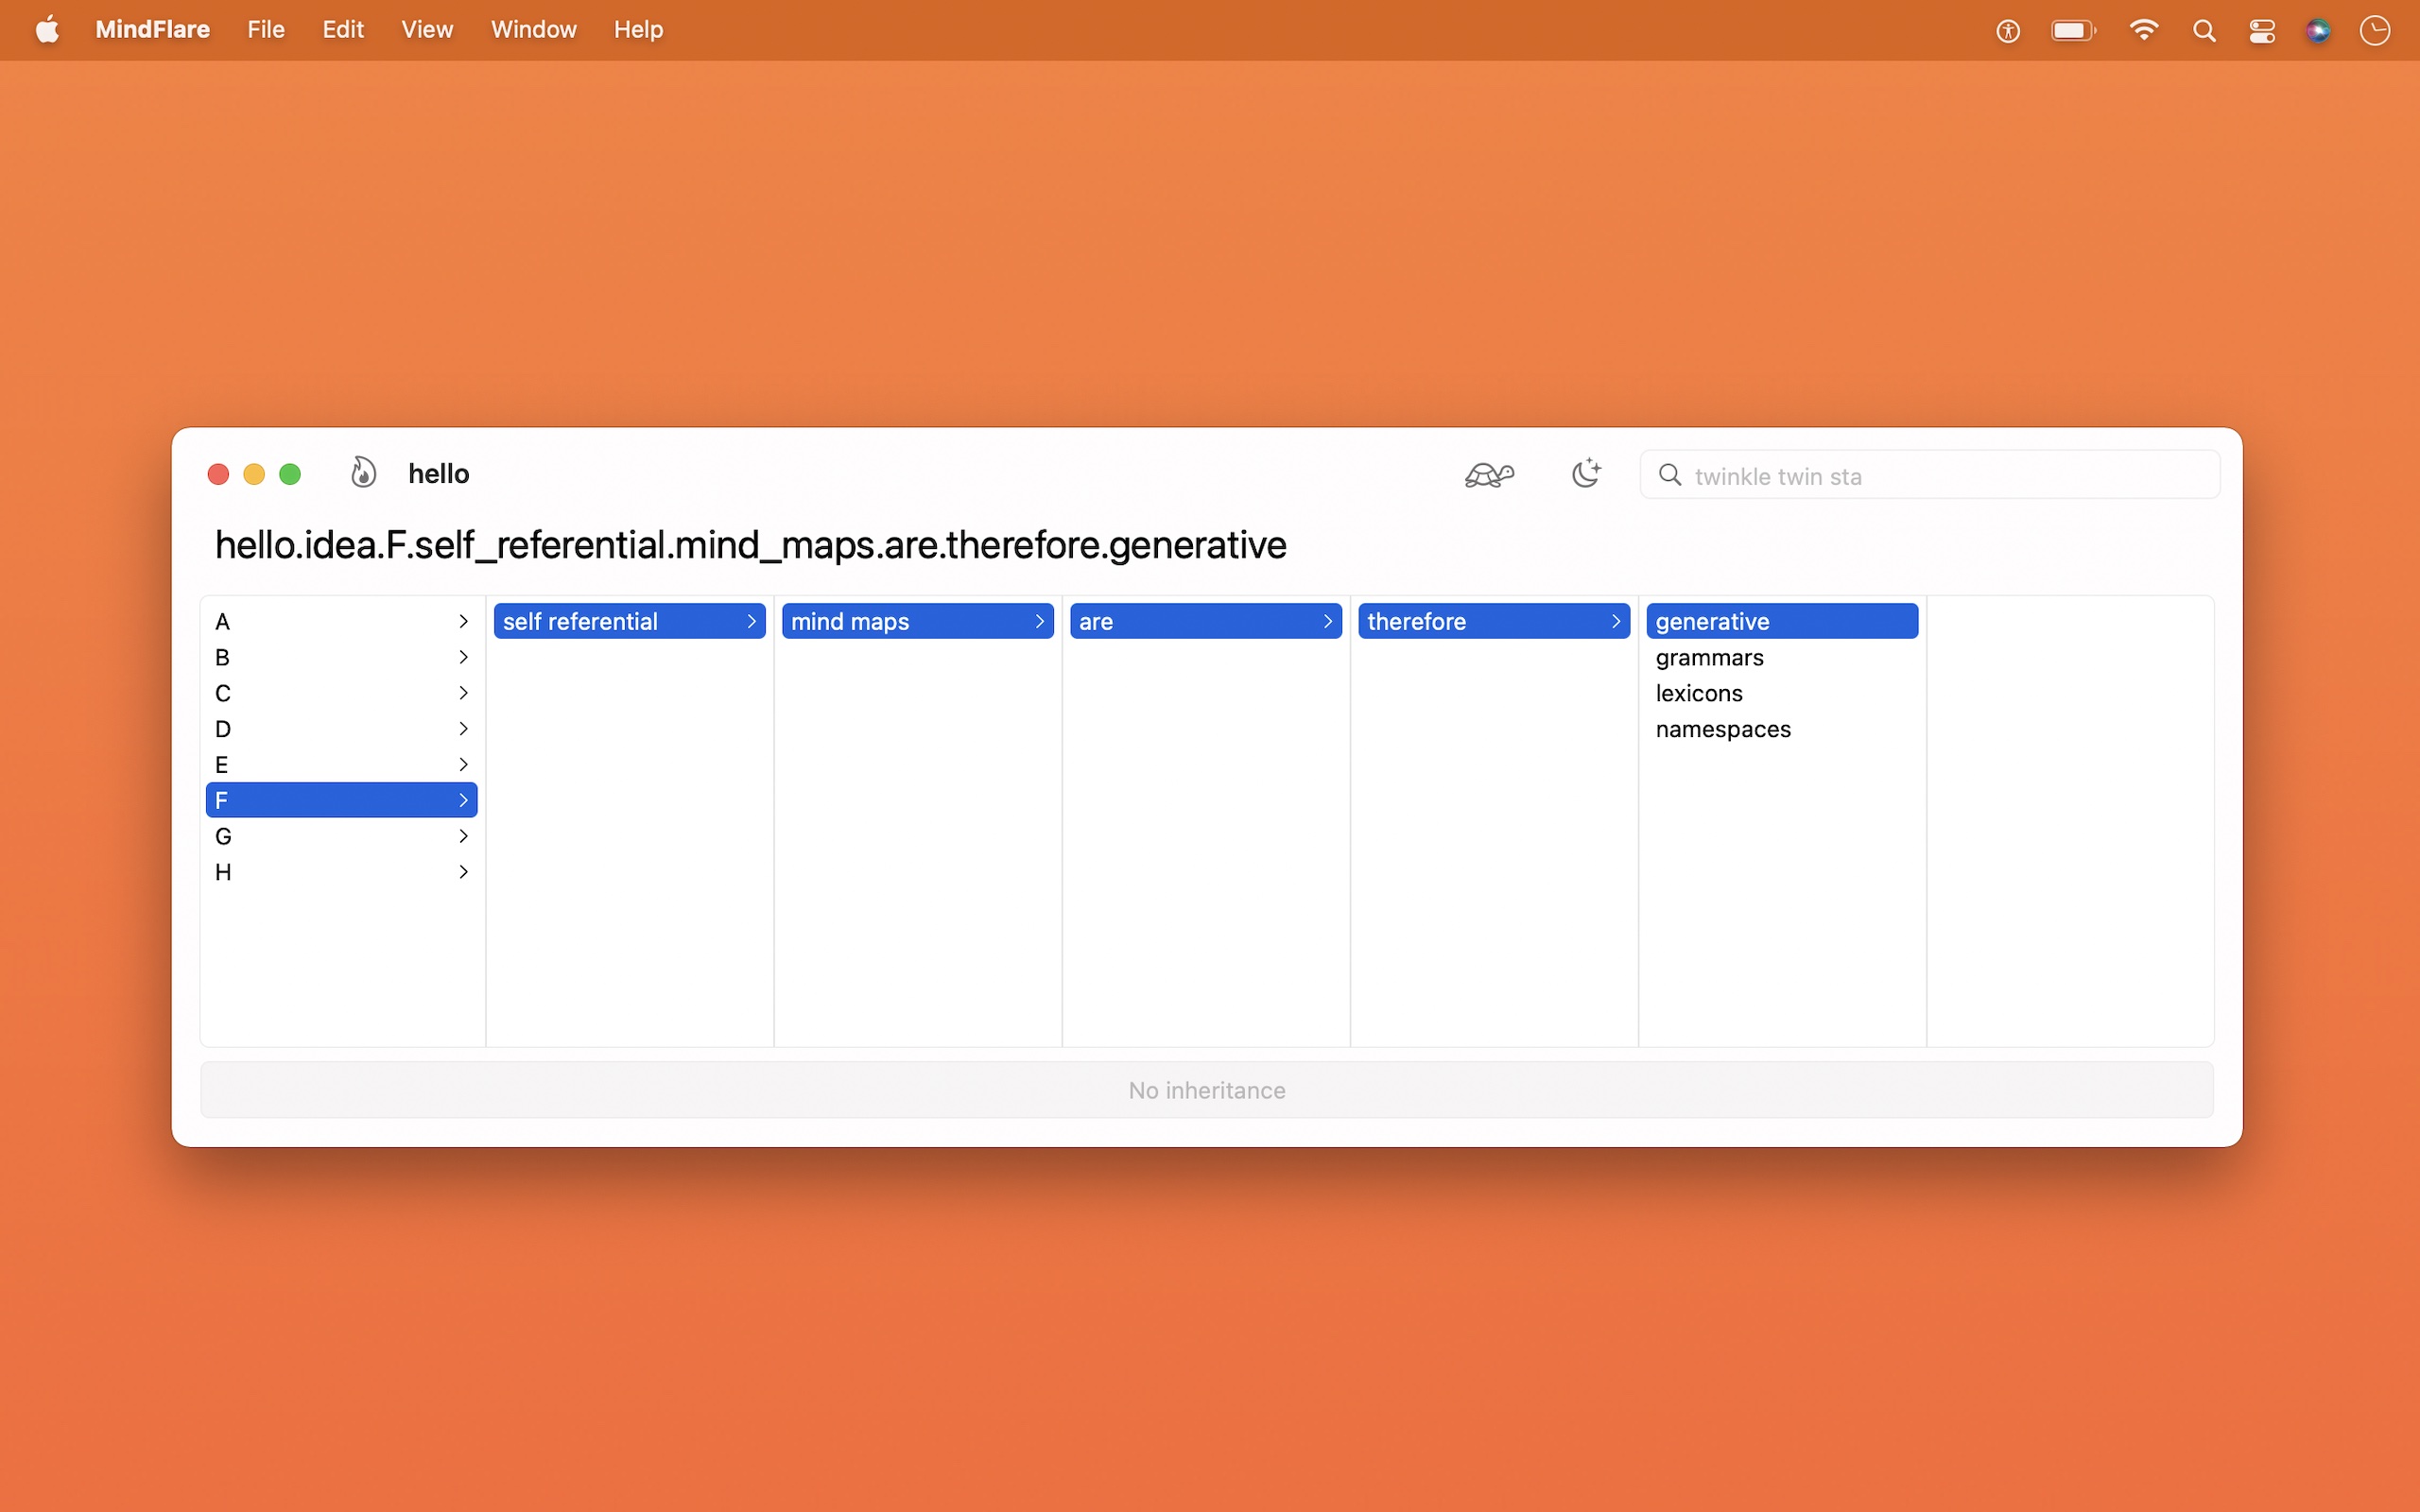 MindFlare File Edit View Window Help
hello
twinkle twin sta
hello.idea.F.self_referential.mind_maps.are.therefore.generative
A
B
C
D
E
F
G
H
self referential
mind maps
are
therefore
generative
grammars
lexicons
namespaces
No inheritance